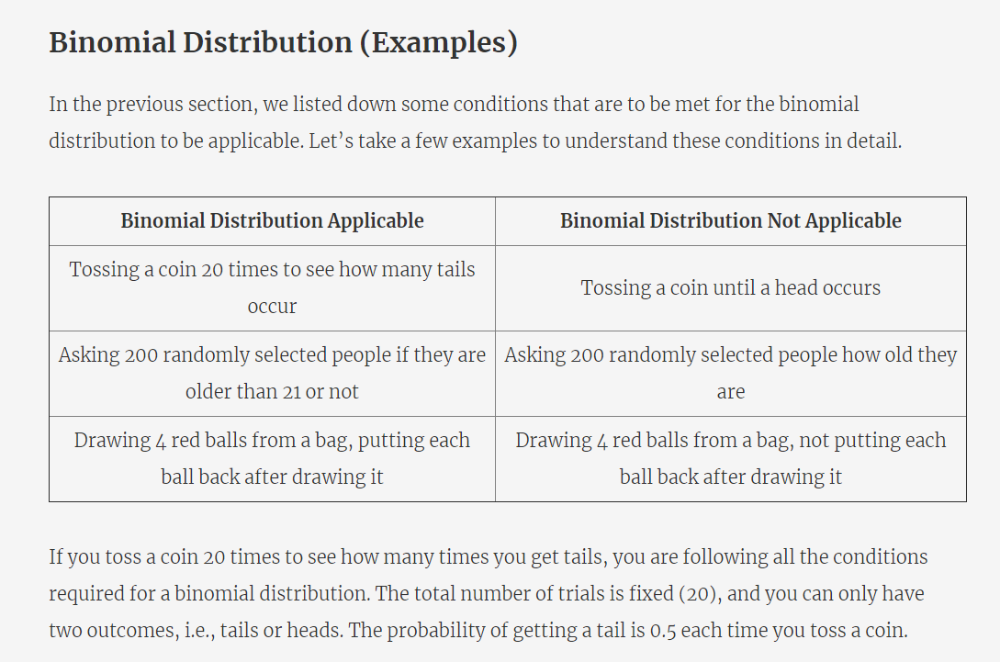 Binomial Distribution (Examples)
In the previous section, we listed down some conditions that are to be met for the binomial
distribution to be applicable. Let’s take a few examples to understand these conditions in detail.
Binomial Distribution Applicable
Binomial Distribution Not Applicable
Tossing a coin 20 times to see how many tails
occur
Tossing a coin until a head occurs
Asking 200 randomly selected people if they are
older than 21 or not
Asking 200 randomly selected people how old they
are
Drawing 4 red balls from a bag, putting each
ball back after drawing it
Drawing 4 red balls from a bag, not putting each
ball back after drawing it
If you toss a coin 20 times to see how many times you get tails, you are following all the conditions
required for a binomial distribution. The total number of trials is fixed (20), and you can only have
two outcomes, i.e., tails or heads. The probability of getting a tail is 0.5 each time you toss a coin.